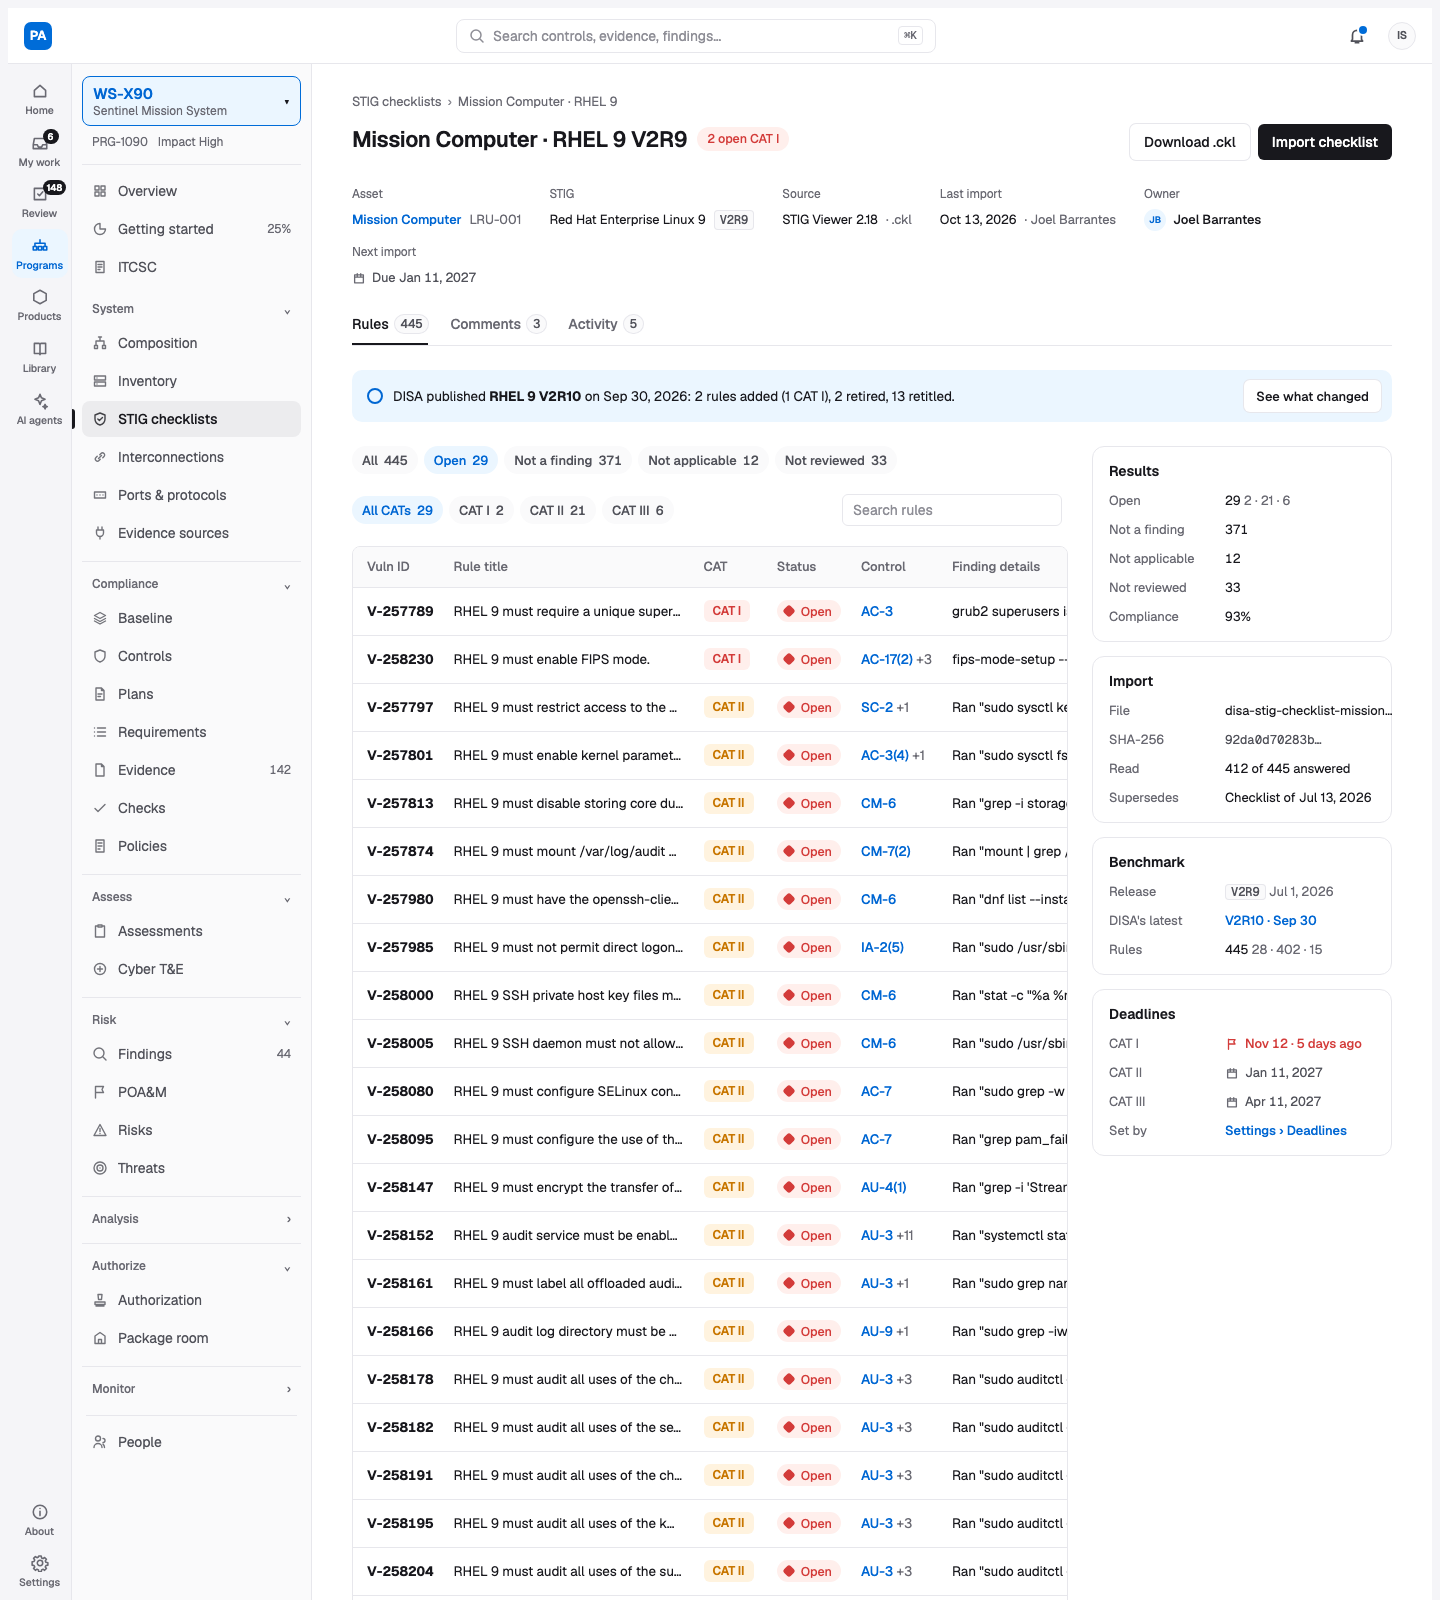 PA
Search controls, evidence, findings...
⌘K
IS
Home
6
My work
148
Review
Programs
Products
Library
AI agents
About
Settings
WS-X90
Sentinel Mission System
PRG-1090 Impact High
Overview
Getting started 25%
ITCSC
System
Composition
Inventory
STIG checklists
Interconnections
Ports & protocols
Evidence sources
Compliance
Baseline
Controls
Plans
Requirements
Evidence 142
Checks
Policies
Assess
Assessments
Cyber T&E
Risk
Findings 44
POA&M
Risks
Threats
Analysis
Authorize
Authorization
Package room
Monitor
People
STIG checklists › Mission Computer · RHEL 9
Mission Computer · RHEL 9 V2R9 2 open CAT I
Download .ckl Import checklist
Asset
Mission Computer LRU-001
STIG
Red Hat Enterprise Linux 9 V2R9
Source
STIG Viewer 2.18 · .ckl
Last import
Oct 13, 2026 · Joel Barrantes
Owner
JB Joel Barrantes
Next import
Due Jan 11, 2027
Rules 445 Comments 3 Activity 5
DISA published RHEL 9 V2R10 on Sep 30, 2026: 2 rules added (1 CAT I), 2 retired, 13 retitled.
See what changed
All 445 Open 29 Not a finding 371 Not applicable 12 Not reviewed 33
All CATs 29 CAT I 2 CAT II 21 CAT III 6
Search rules
Vuln ID Rule title CAT Status Control Finding details
V-257789 RHEL 9 must require a unique super... CAT I Open AC-3 grub2 superusers i
V-258230 RHEL 9 must enable FIPS mode. CAT I Open AC-17(2) +3 fips-mode-setup --
V-257797 RHEL 9 must restrict access to the ... CAT II Open SC-2 +1 Ran "sudo sysctl ke
V-257801 RHEL 9 must enable kernel paramet... CAT II Open AC-3(4) +1 Ran "sudo sysctl fs
V-257813 RHEL 9 must disable storing core du... CAT II Open CM-6 Ran "grep -i storag
V-257874 RHEL 9 must mount /var/log/audit ... CAT II Open CM-7(2) Ran "mount | grep /
V-257980 RHEL 9 must have the openssh-clie... CAT II Open CM-6 Ran "dnf list --insta
V-257985 RHEL 9 must not permit direct logon... CAT II Open IA-2(5) Ran "sudo /usr/sbi
V-258000 RHEL 9 SSH private host key files m... CAT II Open CM-6 Ran "stat -c "%a %n
V-258005 RHEL 9 SSH daemon must not allow... CAT II Open CM-6 Ran "sudo /usr/sbi
V-258080 RHEL 9 must configure SELinux con... CAT II Open AC-7 Ran "sudo grep -w
V-258095 RHEL 9 must configure the use of th... CAT II Open AC-7 Ran "grep pam_fail
V-258147 RHEL 9 must encrypt the transfer of... CAT II Open AU-4(1) Ran "grep -i 'Strear
V-258152 RHEL 9 audit service must be enabl... CAT II Open AU-3 +11 Ran "systemctl sta
V-258161 RHEL 9 must label all offloaded audi... CAT II Open AU-3 +1 Ran "sudo grep nar
V-258166 RHEL 9 audit log directory must be ... CAT II Open AU-9 +1 Ran "sudo grep -iw
V-258178 RHEL 9 must audit all uses of the ch... CAT II Open AU-3 +3 Ran "sudo auditctl
V-258182 RHEL 9 must audit all uses of the se... CAT II Open AU-3 +3 Ran "sudo auditctl
V-258191 RHEL 9 must audit all uses of the ch... CAT II Open AU-3 +3 Ran "sudo auditctl
V-258195 RHEL 9 must audit all uses of the k... CAT II Open AU-3 +3 Ran "sudo auditctl
V-258204 RHEL 9 must audit all uses of the su... CAT II Open AU-3 +3 Ran "sudo auditctl
Results
Open 29 2 · 21 · 6
Not a finding 371
Not applicable 12
Not reviewed 33
Compliance 93%
Import
File disa-stig-checklist-mission...
SHA-256 92da0d70283b...
Read 412 of 445 answered
Supersedes Checklist of Jul 13, 2026
Benchmark
Release V2R9 Jul 1, 2026
DISA's latest V2R10 · Sep 30
Rules 445 28 · 402 · 15
Deadlines
CAT I Nov 12 · 5 days ago
CAT II Jan 11, 2027
CAT III Apr 11, 2027
Set by Settings › Deadlines